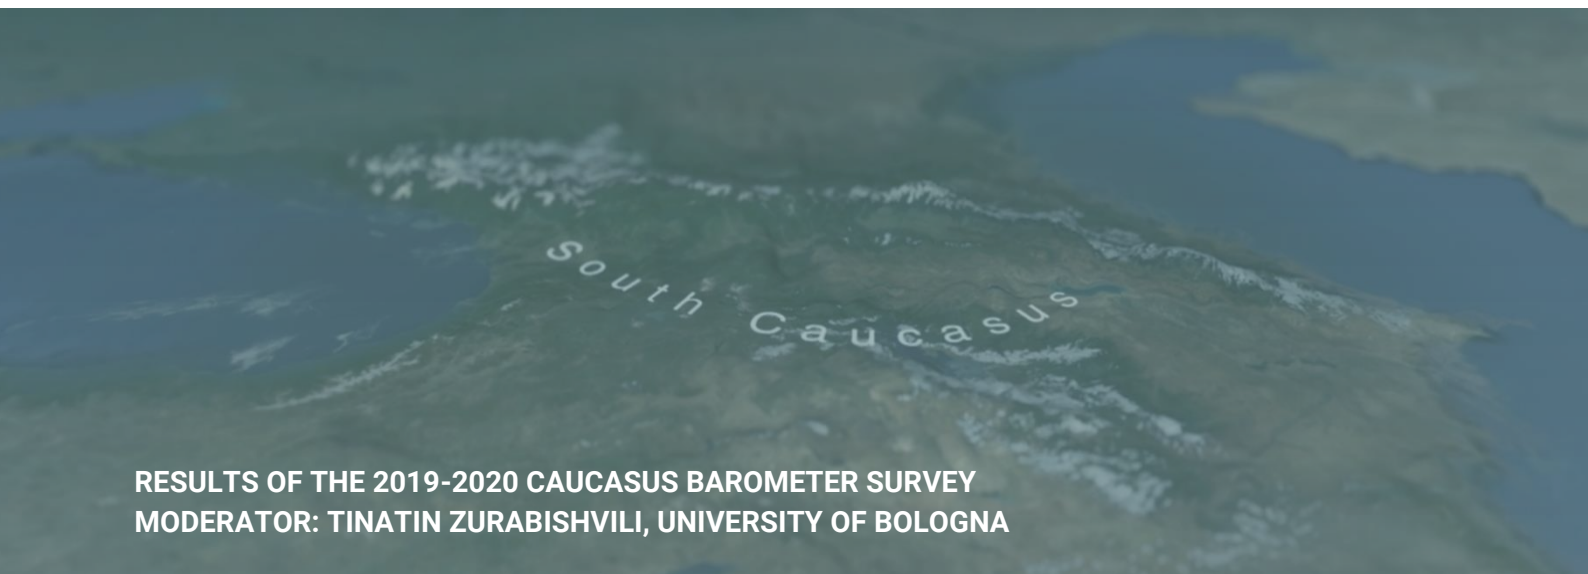 South Caucasus
RESULTS OF THE 2019-2020 CAUCASUS BAROMETER SURVEY
MODERATOR: TINATIN ZURABISHVILI, UNIVERSITY OF BOLOGNA